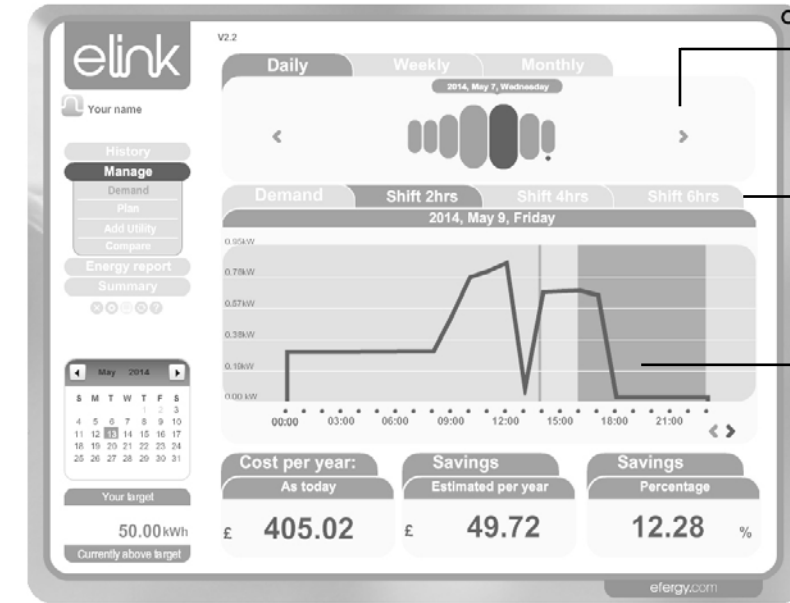 elink
V2.2
Your name
History
Manage
Demand
Plan
Add Utility
Compare
Energy report
Summary
Daily Weekly Monthly
2014, May 7, Wednesday
Demand Shift 2hrs Shift 4hrs Shift 6hrs
2014, May 9, Friday
0.95kW
0.76kW
0.57kW
0.38kW
0.19kW
0.00 kW
00:00 03:00 06:00 09:00 12:00 15:00 18:00 21:00
May 2014
S M T W T F S
1 2 3
4 5 6 7 8 9 10
11 12 13 14 15 16 17
18 19 20 21 22 23 24
25 26 27 28 29 30 31
Your target
50.00kWh
Currently above target
Cost per year:
As today
£ 405.02
Savings
Estimated per year
£ 49.72
Savings
Percentage
12.28 %
efergy.com